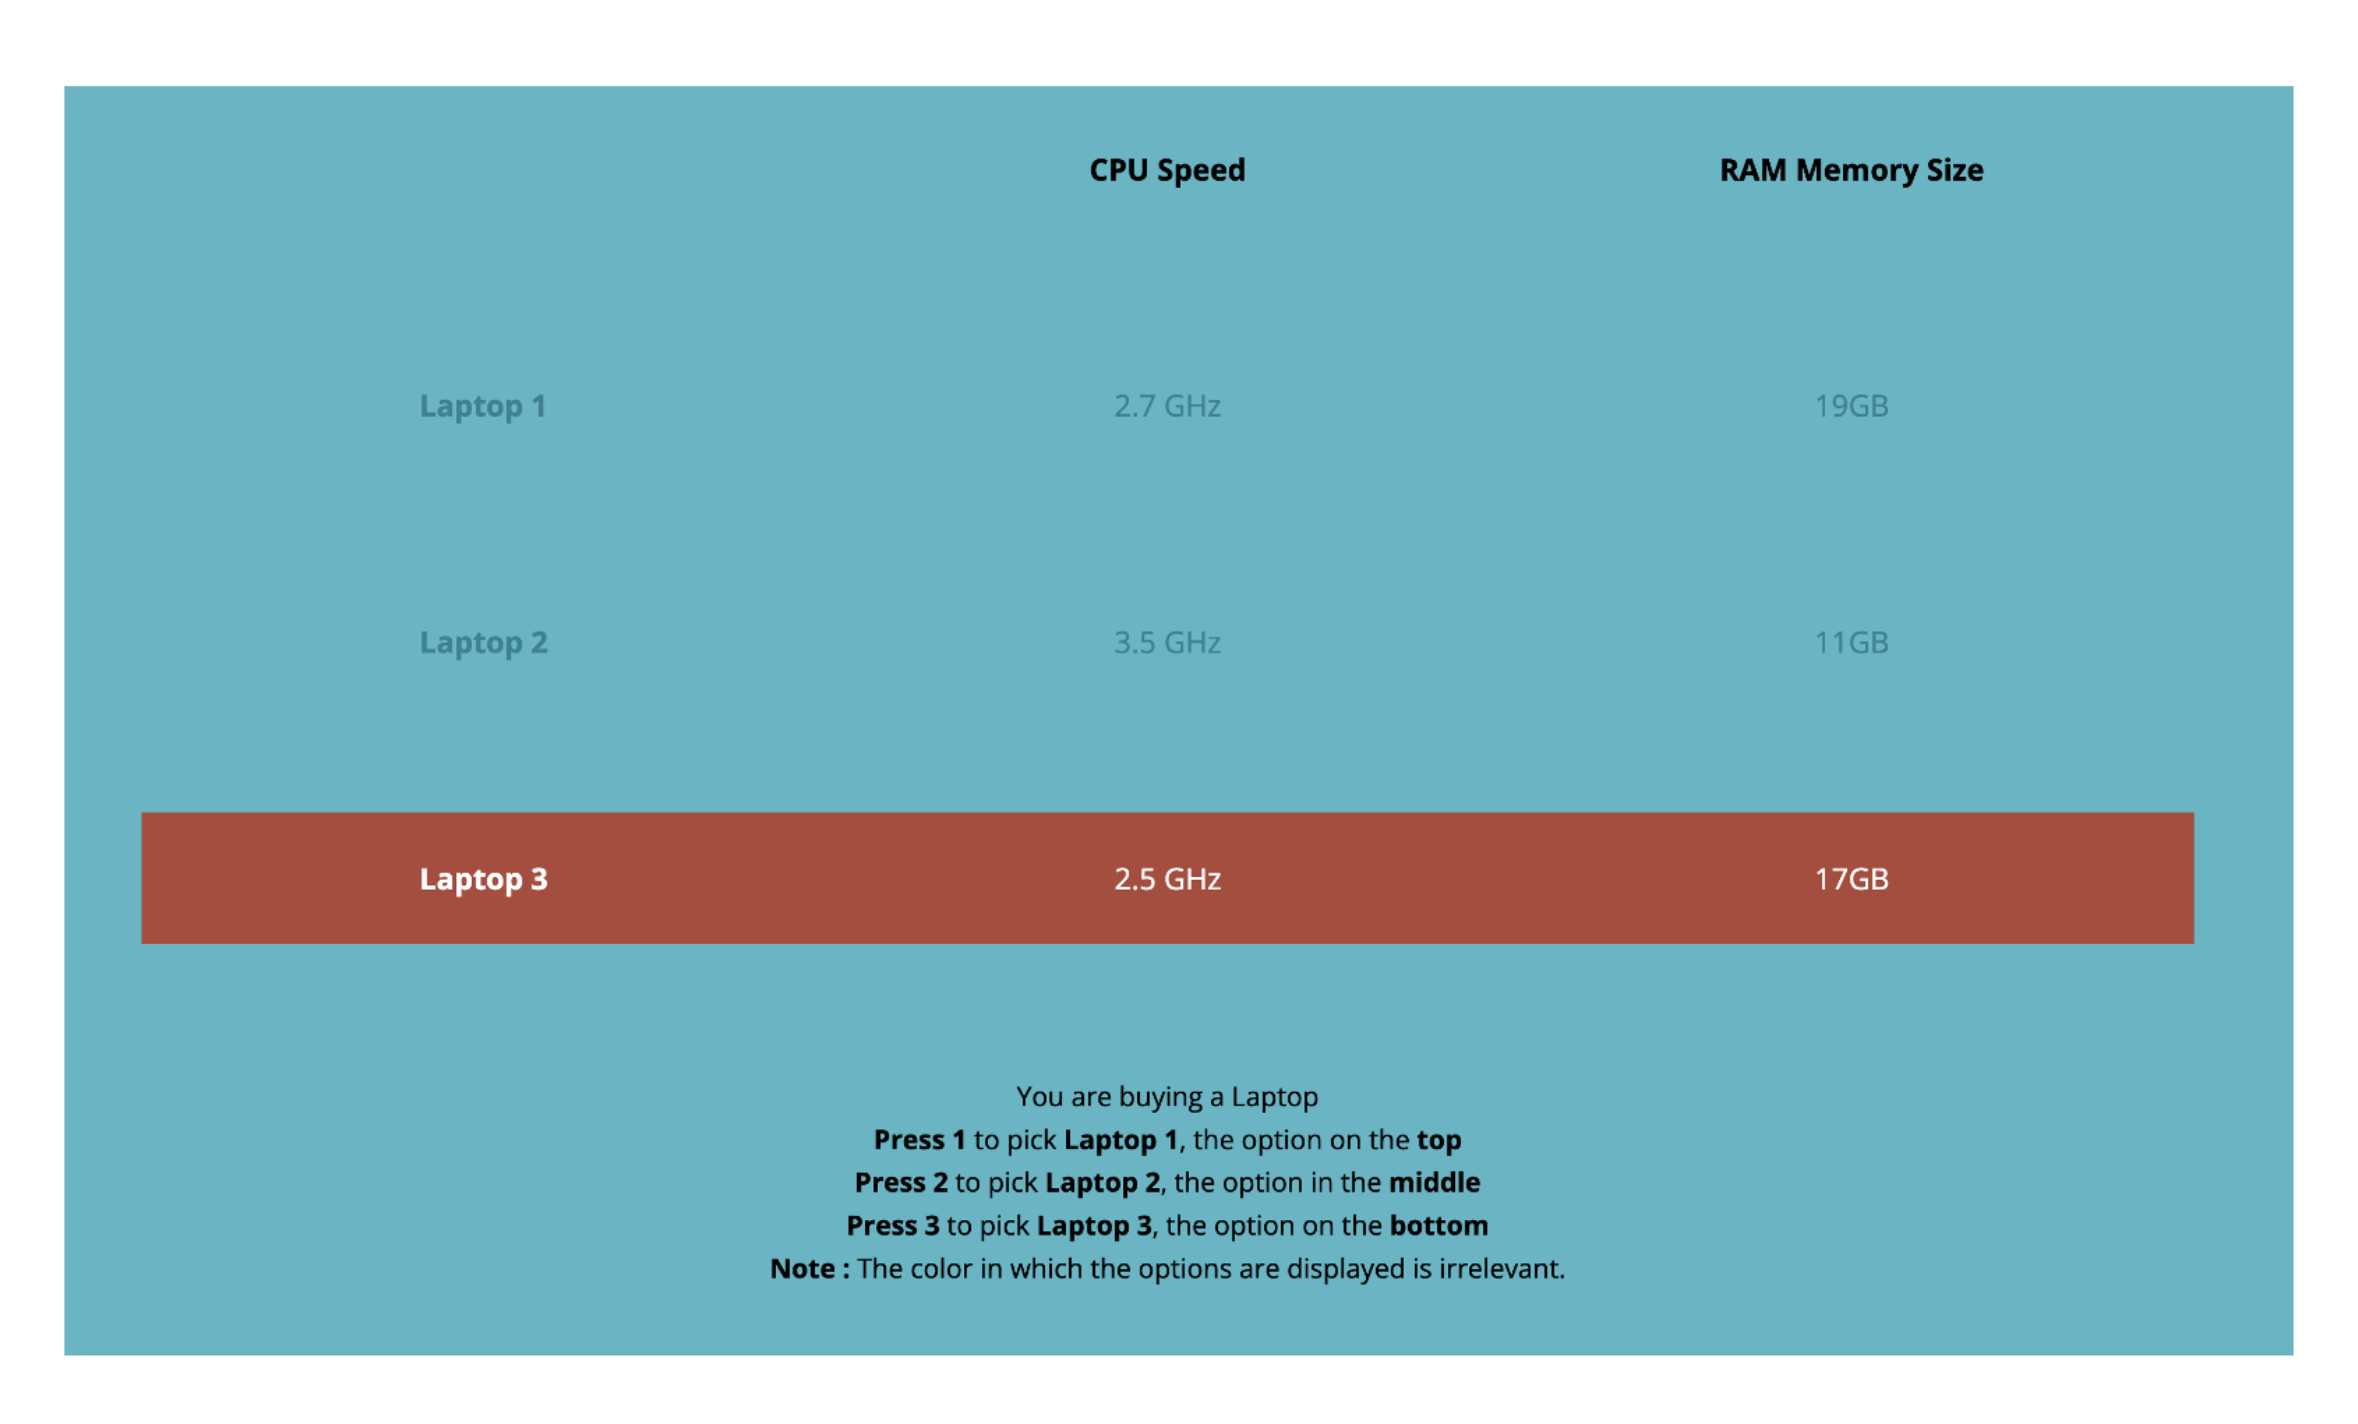 CPU Speed RAM Memory Size
Laptop 1 2.7 GHz 19GB
Laptop 2 3.5 GHz 11GB
Laptop 3 2.5 GHz 17GB
You are buying a Laptop
Press 1 to pick Laptop 1, the option on the top
Press 2 to pick Laptop 2, the option in the middle
Press 3 to pick Laptop 3, the option on the bottom
Note : The color in which the options are displayed is irrelevant.